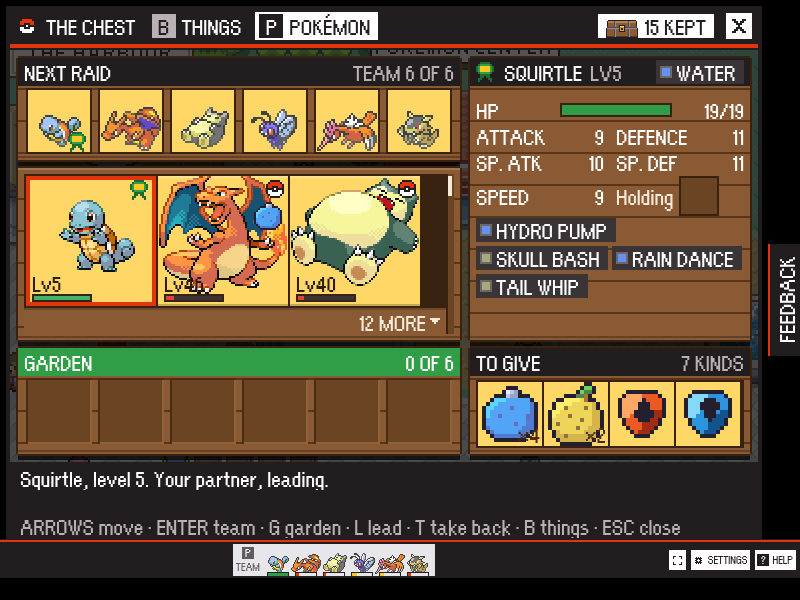 THE CHEST B THINGS P POKÉMON 15 KEPT X
NEXT RAID TEAM 6 OF 6
SQUIRTLE LV5 WATER
HP 19/19
ATTACK 9 DEFENCE 11
SP. ATK 10 SP. DEF 11
SPEED 9 Holding
HYDRO PUMP
SKULL BASH RAIN DANCE
TAIL WHIP
Lv5 Lv40
12 MORE
GARDEN 0 OF 6
TO GIVE 7 KINDS
x4 x2
Squirtle, level 5. Your partner, leading.
ARROWS move · ENTER team · G garden · L lead · T take back · B things · ESC close
P
TEAM
SETTINGS ? HELP
FEEDBACK